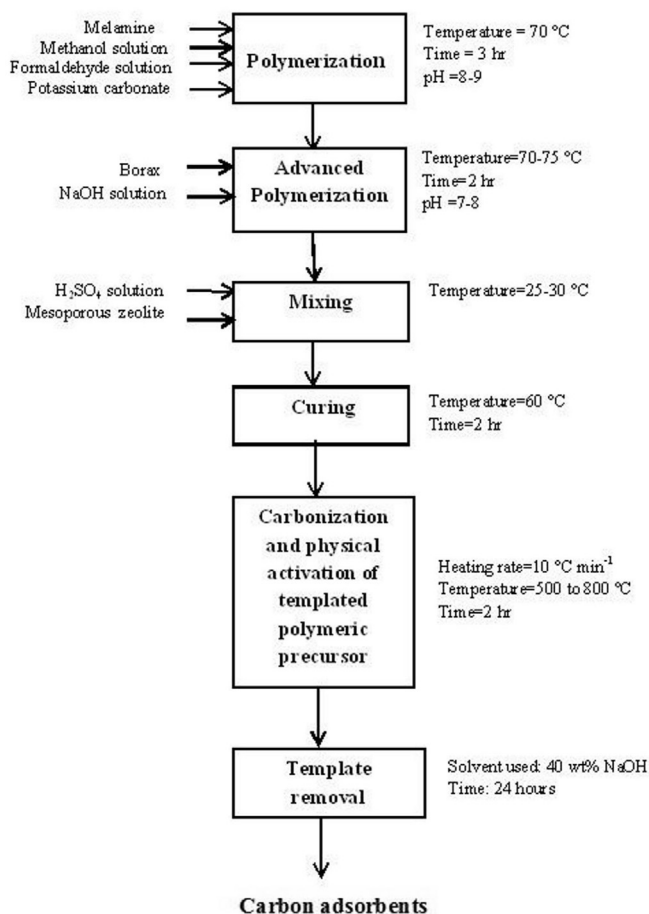 Melamine
Methanol solution
Formaldehyde solution
Potassium carbonate
Polymerization
Temperature = 70 °C
Time = 3 hr
pH =8-9
Borax
NaOH solution
Advanced
Polymerization
Temperature=70-75 °C
Time=2 hr
pH =7-8
H₂SO₄ solution
Mesoporous zeolite
Mixing
Temperature=25-30 °C
Curing
Temperature=60 °C
Time=2 hr
Carbonization
and physical
activation of
templated
polymeric
precursor
Heating rate=10 °C min⁻¹
Temperature=500 to 800 °C
Time=2 hr
Template
removal
Solvent used: 40 wt% NaOH
Time: 24 hours
Carbon adsorbents